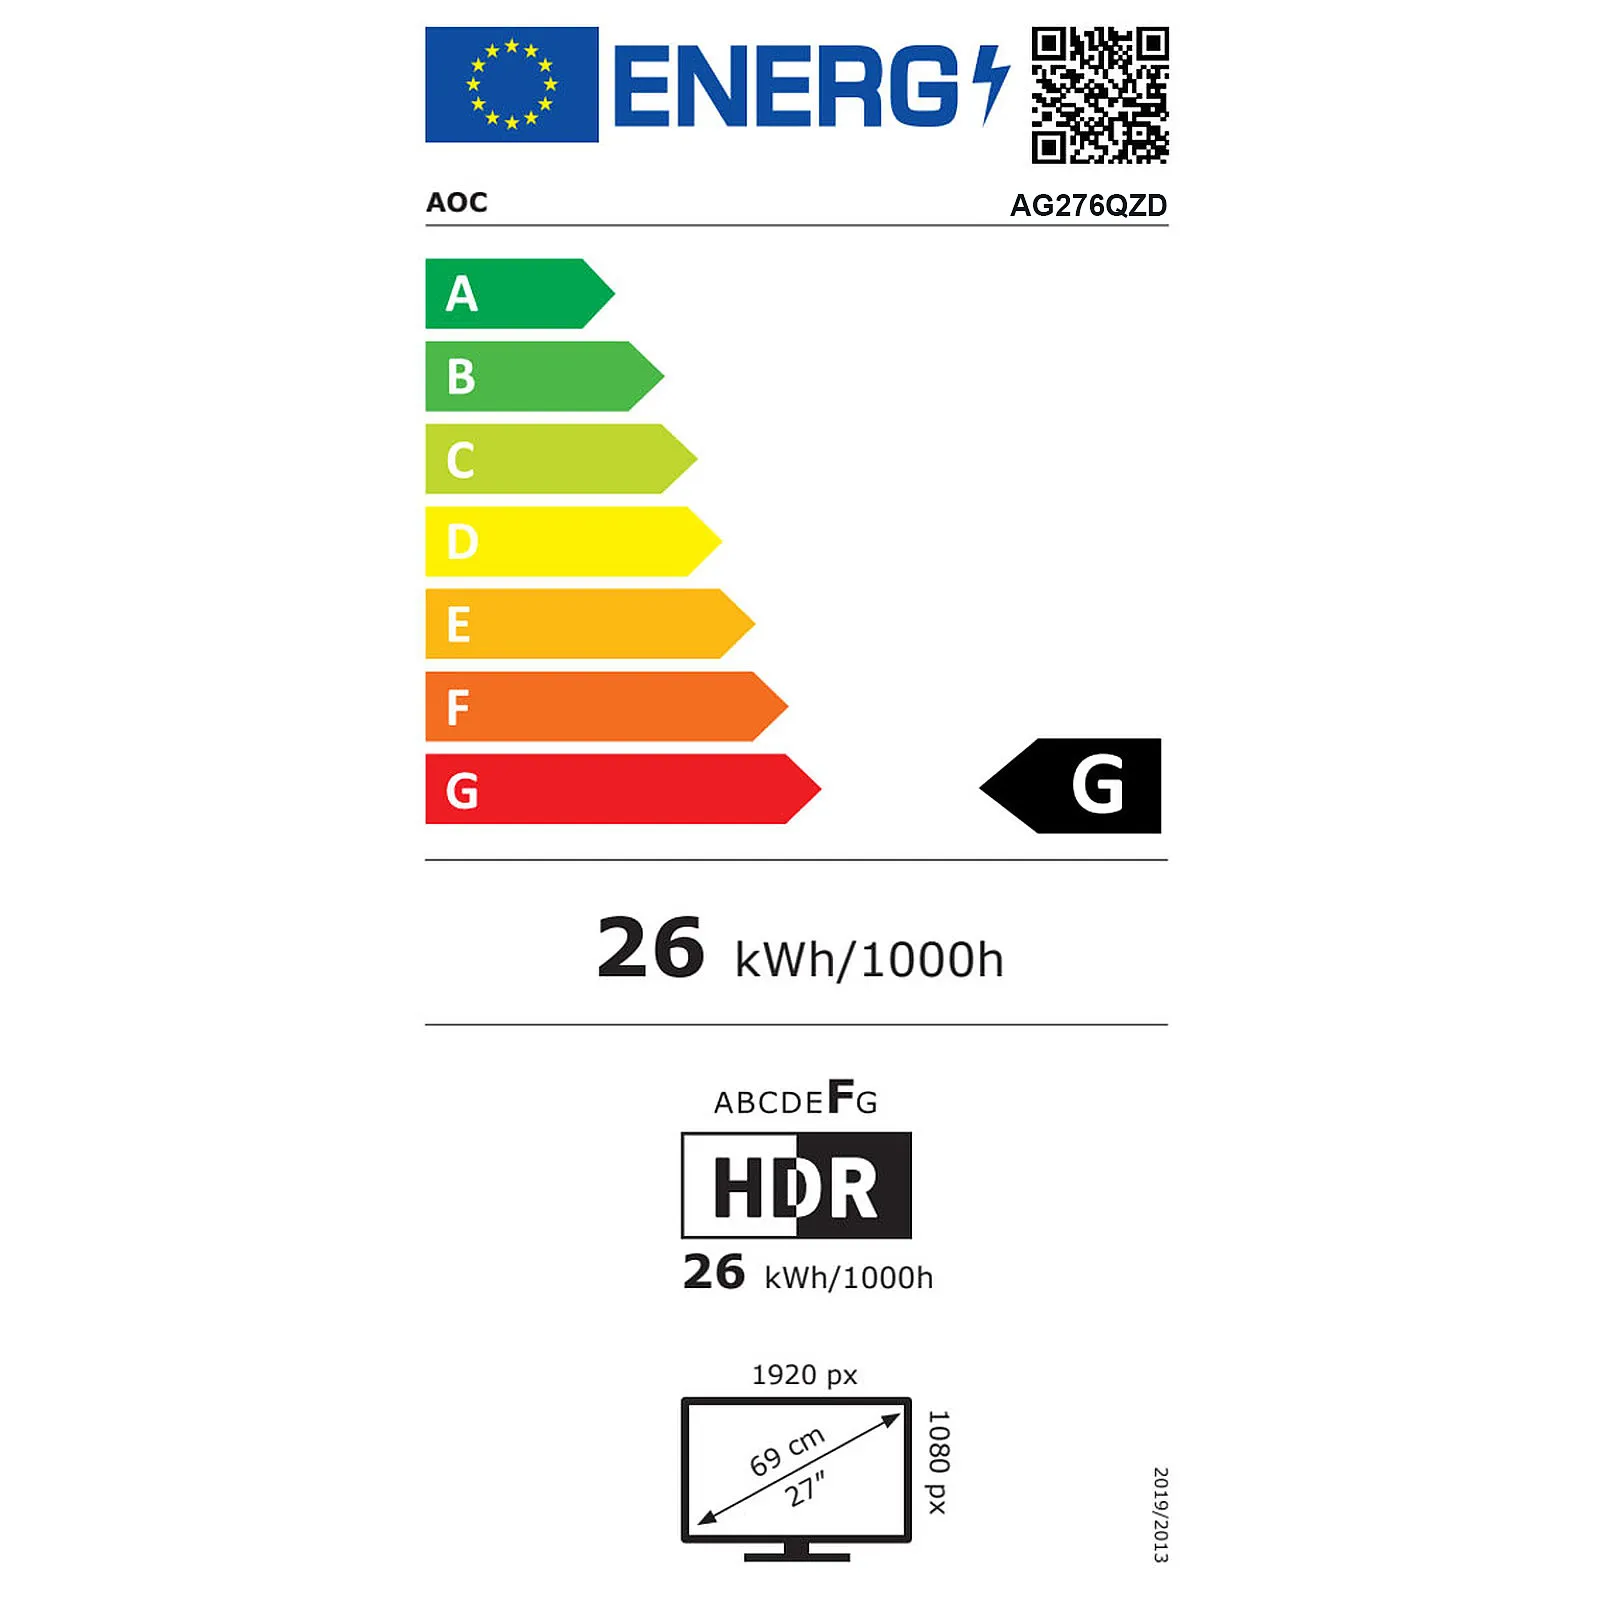 ENERG
AOC
AG276QZD
A
B
C
D
E
F
G
G
26 kWh/1000h
ABCDEFG
HDR
26 kWh/1000h
1920 px
1080 px
69 cm
27"
2019/2013